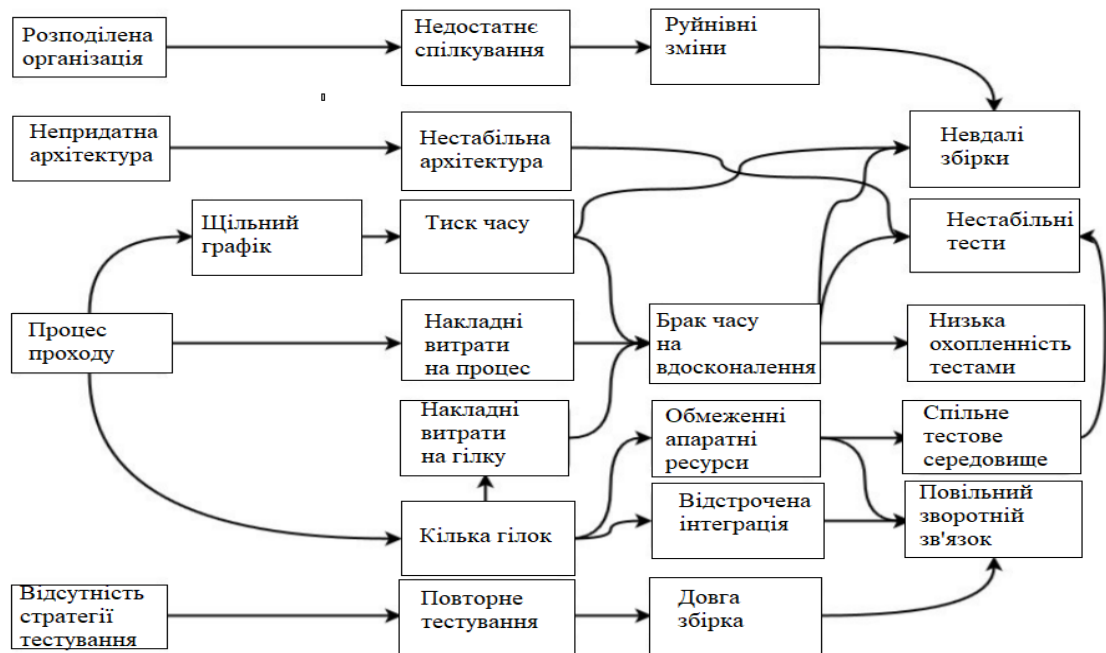 Розподілена
організація
Недостатнє
спілкування
Руйнівні
зміни
Непридатна
архітектура
Нестабільна
архітектура
Невдалі
збірки
Щільний
графік
Тиск часу
Нестабільні
тести
Процес
проходу
Накладні
витрати
на процес
Брак часу
на
вдосконалення
Низька
охопленність
тестами
Накладні
витрати
на гілку
Обмеженні
апаратні
ресурси
Спільне
тестове
середовище
Кілька гілок
Відстрочена
інтеграція
Повільний
зворотній
зв'язок
Відсутність
стратегії
тестування
Повторне
тестування
Довга
збірка